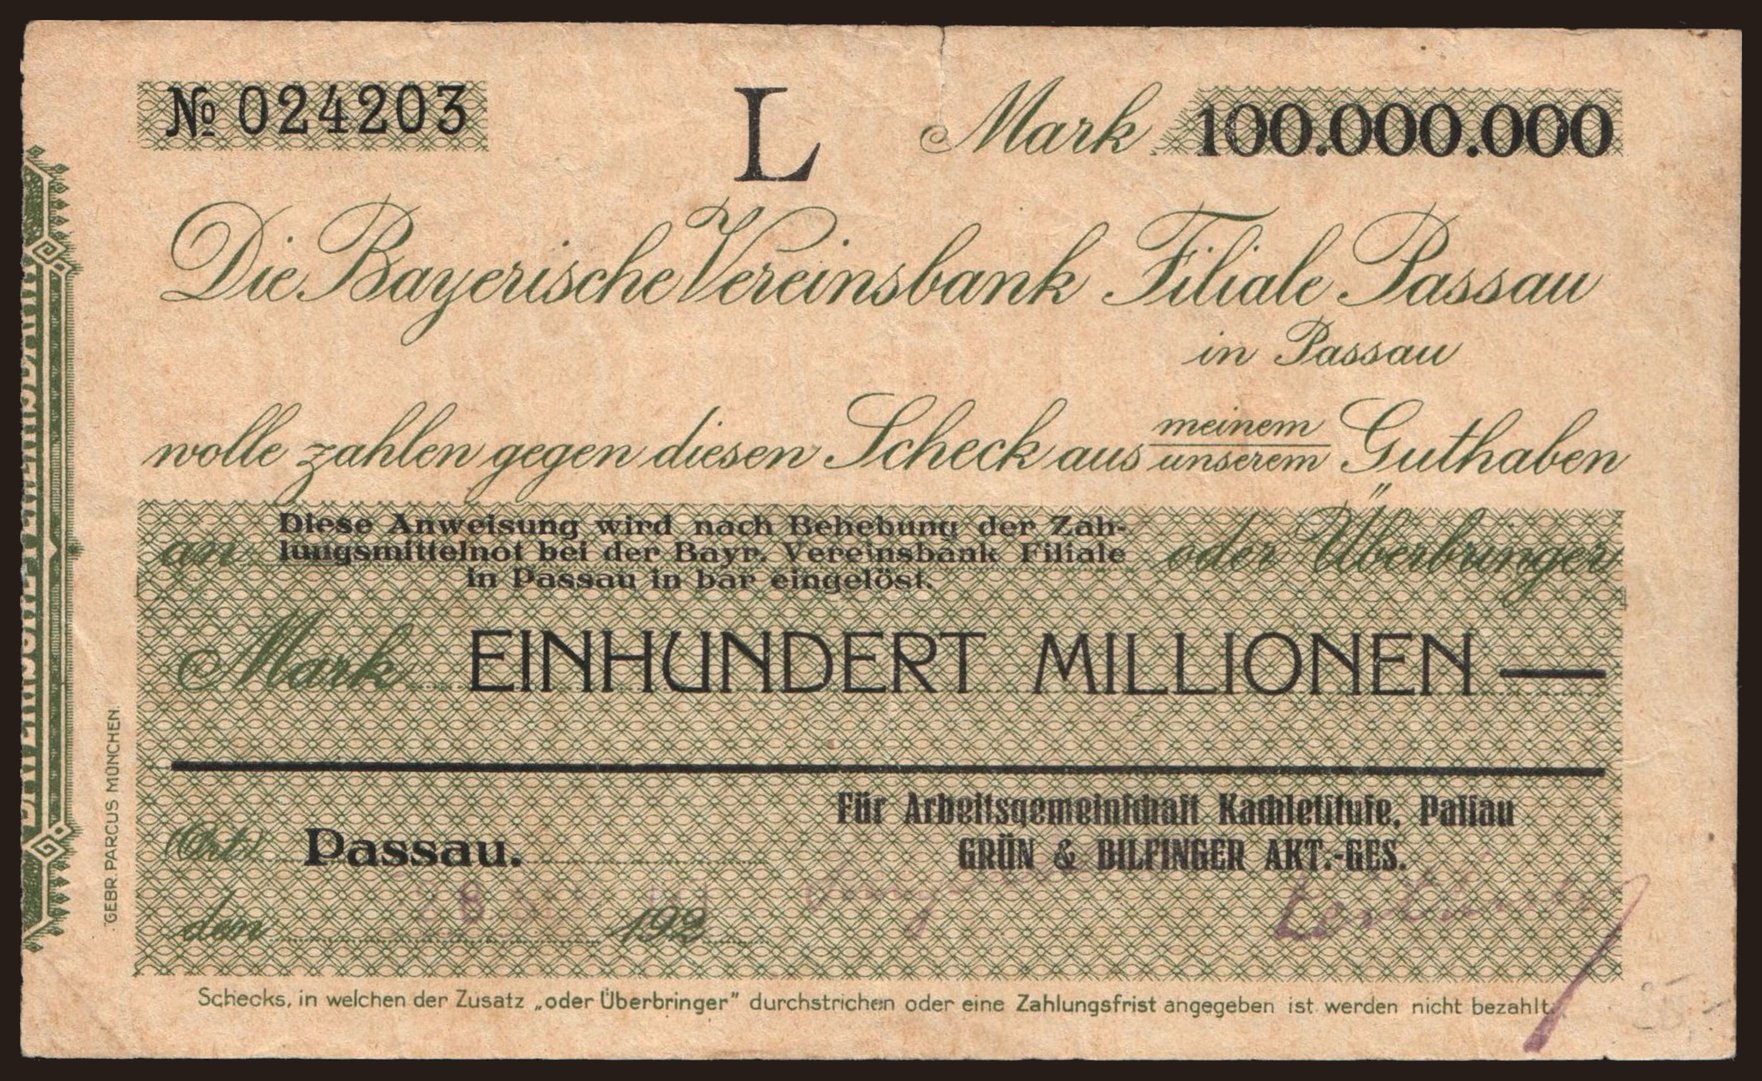 № 024203
L
Mark 100.000.000
Die Bayerische Vereinsbank Filiale Passau
in Passau
wolle zahlen gegen diesen Scheck aus meinem
unserem Guthaben
an Diese Anweisung wird nach Behebung der Zah-
lungsmittelnot bei der Bayr. Vereinsbank Filiale
in Passau in bar eingelöst.
oder Überbringer
Mark EINHUNDERT MILLIONEN —
Für Arbeitsgemeinschaft Kachletstufe, Passau
GRÜN & BILFINGER AKT.-GES.
(Ort) Passau.
den 28 192
Schecks, in welchen der Zusatz „oder Überbringer" durchstrichen oder eine Zahlungsfrist angegeben ist, werden nicht bezahlt.
GEBR. PARCUS MÜNCHEN.
BAYERISCHE VEREINSBANK